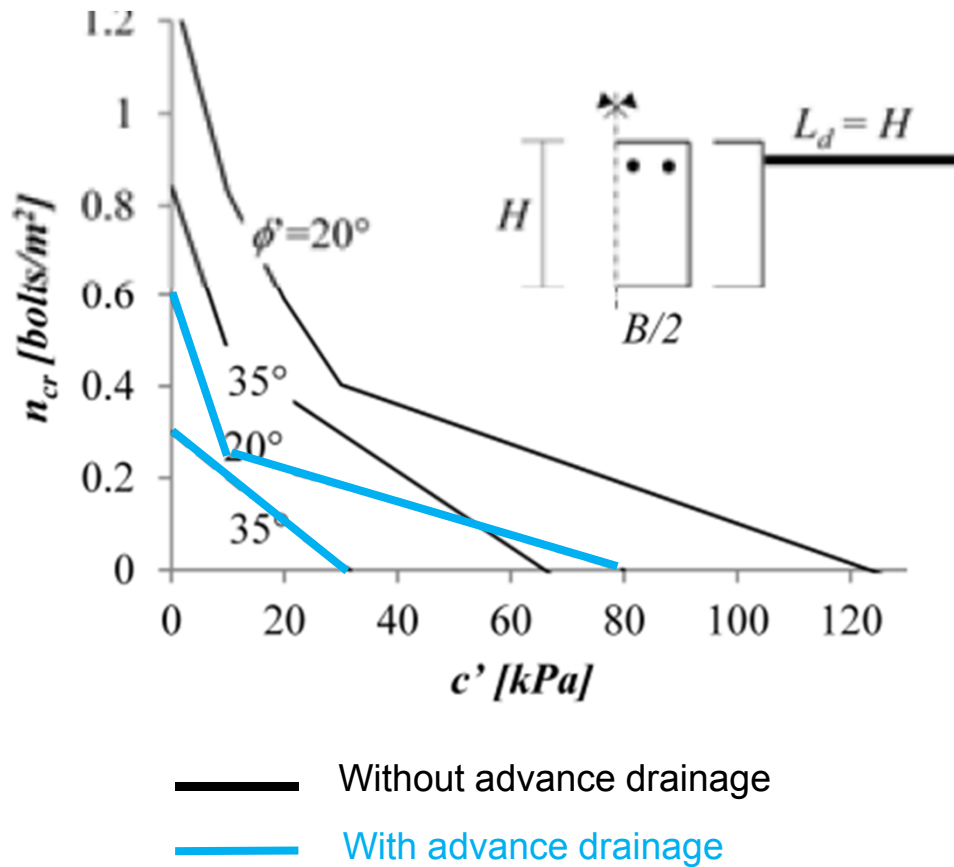 1.2
1
0.8
0.6
0.4
0.2
0
n_cr [bolts/m²]
ϕ'=20°
35°
20°
35°
L_d = H
H
B/2
0 20 40 60 80 100 120
c’ [kPa]
Without advance drainage
With advance drainage